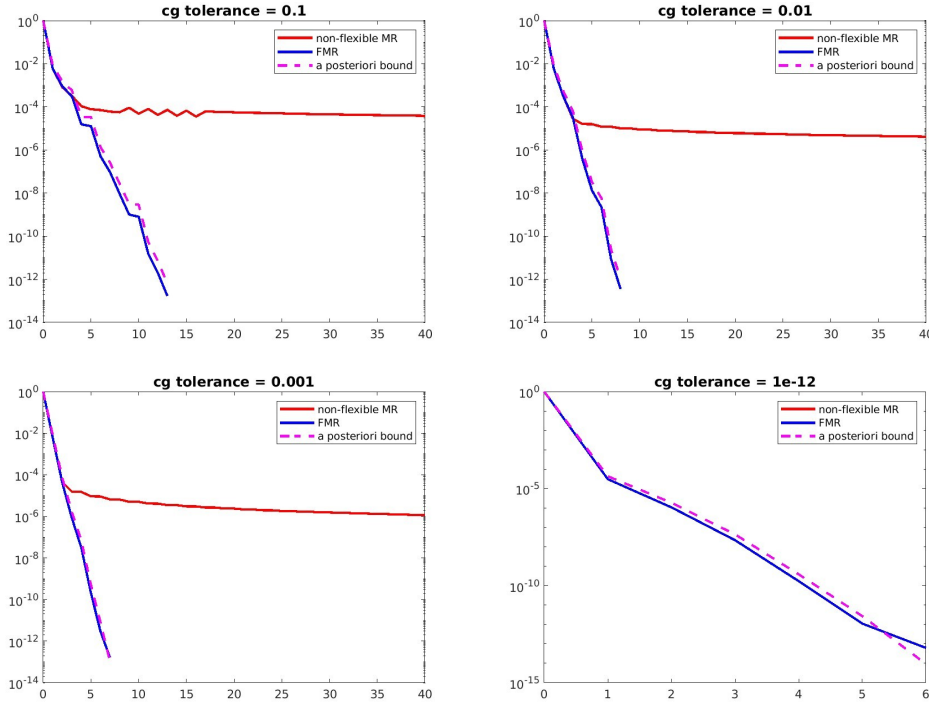 cg tolerance = 0.1
non-flexible MR
FMR
a posteriori bound
10^0
10^-2
10^-4
10^-6
10^-8
10^-10
10^-12
10^-14
0 5 10 15 20 25 30 35 40
cg tolerance = 0.01
non-flexible MR
FMR
a posteriori bound
10^0
10^-2
10^-4
10^-6
10^-8
10^-10
10^-12
10^-14
0 5 10 15 20 25 30 35 40
cg tolerance = 0.001
non-flexible MR
FMR
a posteriori bound
10^0
10^-2
10^-4
10^-6
10^-8
10^-10
10^-12
10^-14
0 5 10 15 20 25 30 35 40
cg tolerance = 1e-12
non-flexible MR
FMR
a posteriori bound
10^0
10^-5
10^-10
10^-15
0 1 2 3 4 5 6